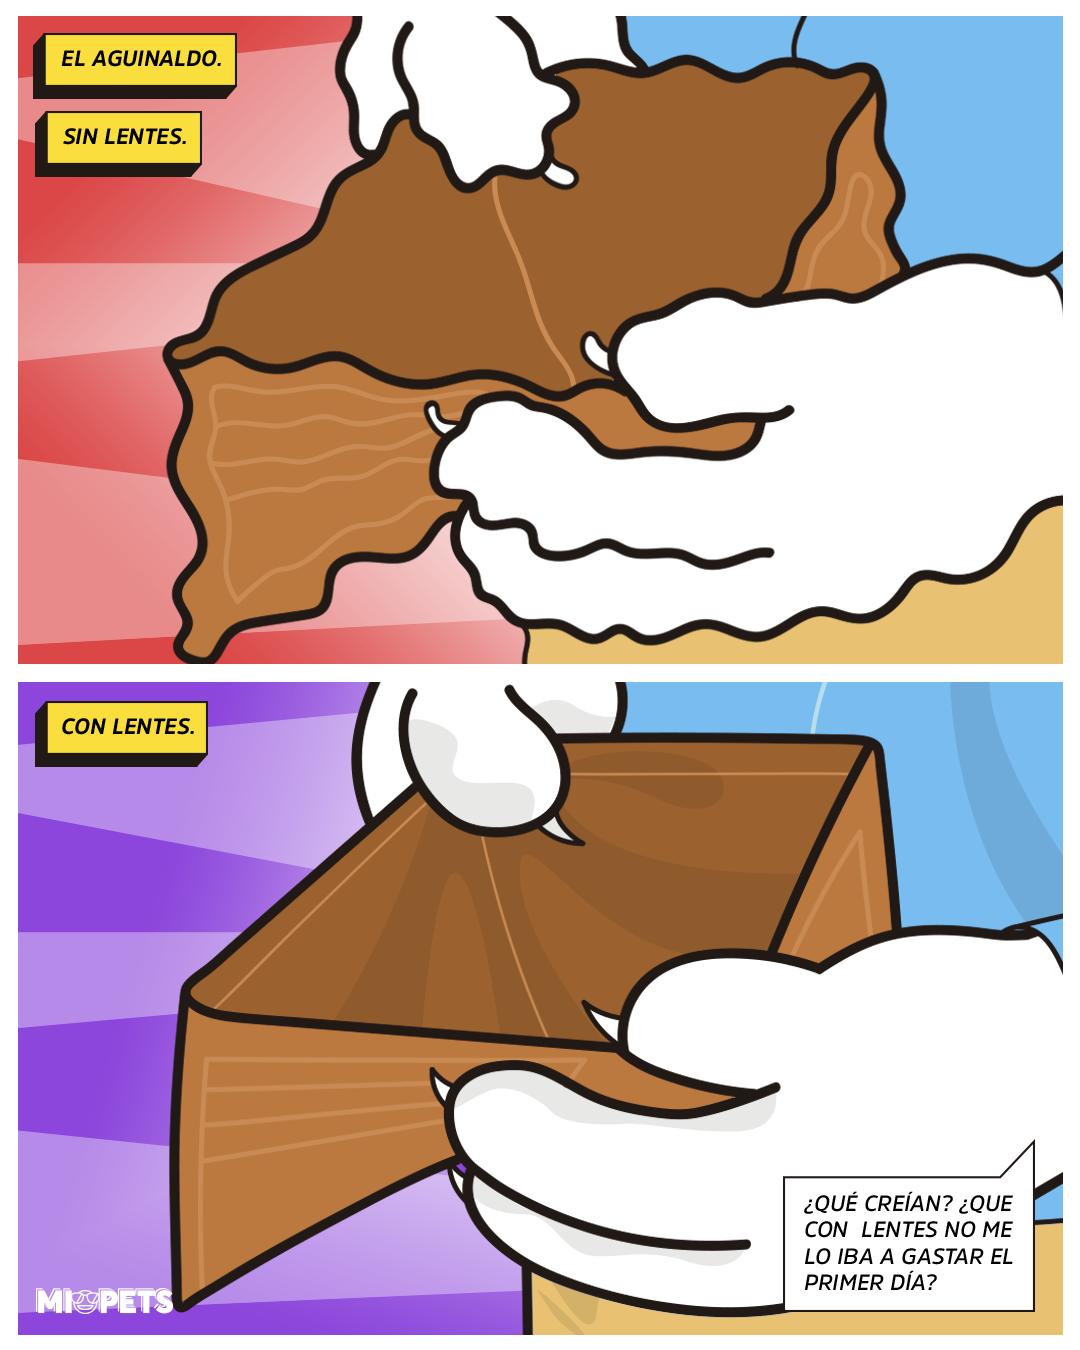 EL AGUINALDO.
SIN LENTES.
CON LENTES.
¿QUÉ CREÍAN? ¿QUE
CON LENTES NO ME
LO IBA A GASTAR EL
PRIMER DÍA?
MIOPETS